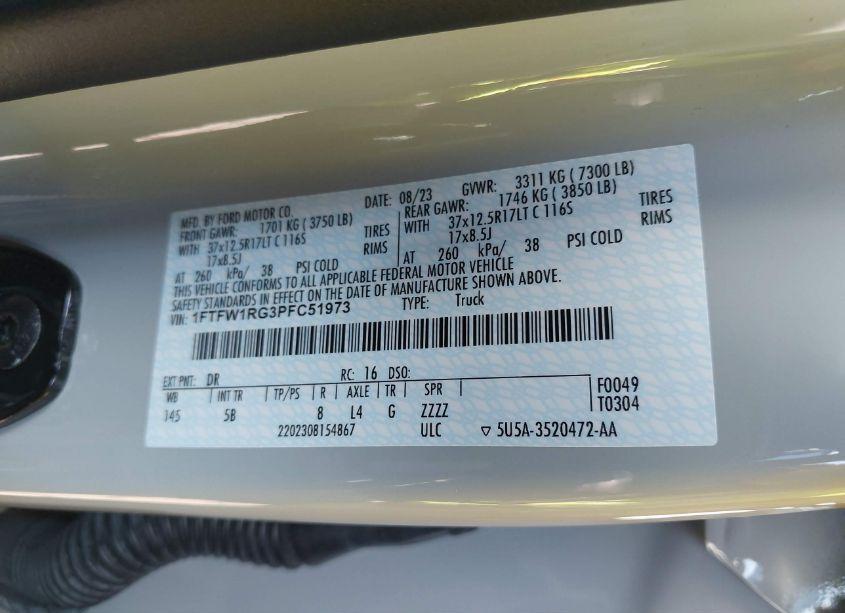 MFD. BY FORD MOTOR CO. DATE: 08/23 GVWR: 3311 KG ( 7300 LB)
FRONT GAWR: 1701 KG ( 3750 LB) REAR GAWR: 1746 KG ( 3850 LB)
WITH 37x12.5R17LT C 116S TIRES WITH 37x12.5R17LT C 116S TIRES
17x8.5J RIMS 17x8.5J RIMS
AT 260 kPa/ 38 PSI COLD AT 260 kPa/ 38 PSI COLD
THIS VEHICLE CONFORMS TO ALL APPLICABLE FEDERAL MOTOR VEHICLE
SAFETY STANDARDS IN EFFECT ON THE DATE OF MANUFACTURE SHOWN ABOVE.
VIN: 1FTFW1RG3PFC51973 TYPE: Truck
EXT PNT: DR RC: 16 DSO:
WB INT TR TP/PS R AXLE TR SPR F0049
145 5B 8 L4 G ZZZZ T0304
2202308154867 ULC ▽ 5U5A-3520472-AA